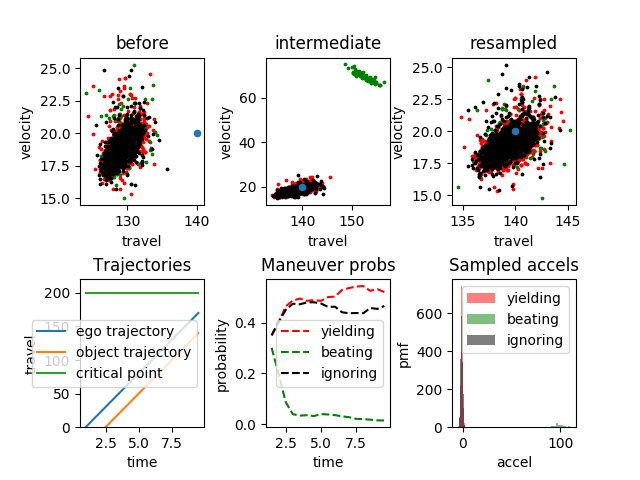 before
intermediate
resampled
25.0
22.5
20.0
17.5
15.0
velocity
130
140
travel
60
40
20
velocity
140
150
travel
25.0
22.5
20.0
17.5
15.0
velocity
135
140
145
travel
Trajectories
Maneuver probs
Sampled accels
200
150
100
50
0
travel
ego trajectory
object trajectory
critical point
2.5
5.0
7.5
time
0.4
0.2
0.0
probability
yielding
beating
ignoring
2.5
5.0
7.5
time
600
400
200
0
pmf
yielding
beating
ignoring
0
100
accel